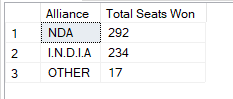 Alliance Total Seats Won
1 NDA 292
2 I.N.D.I.A 234
3 OTHER 17